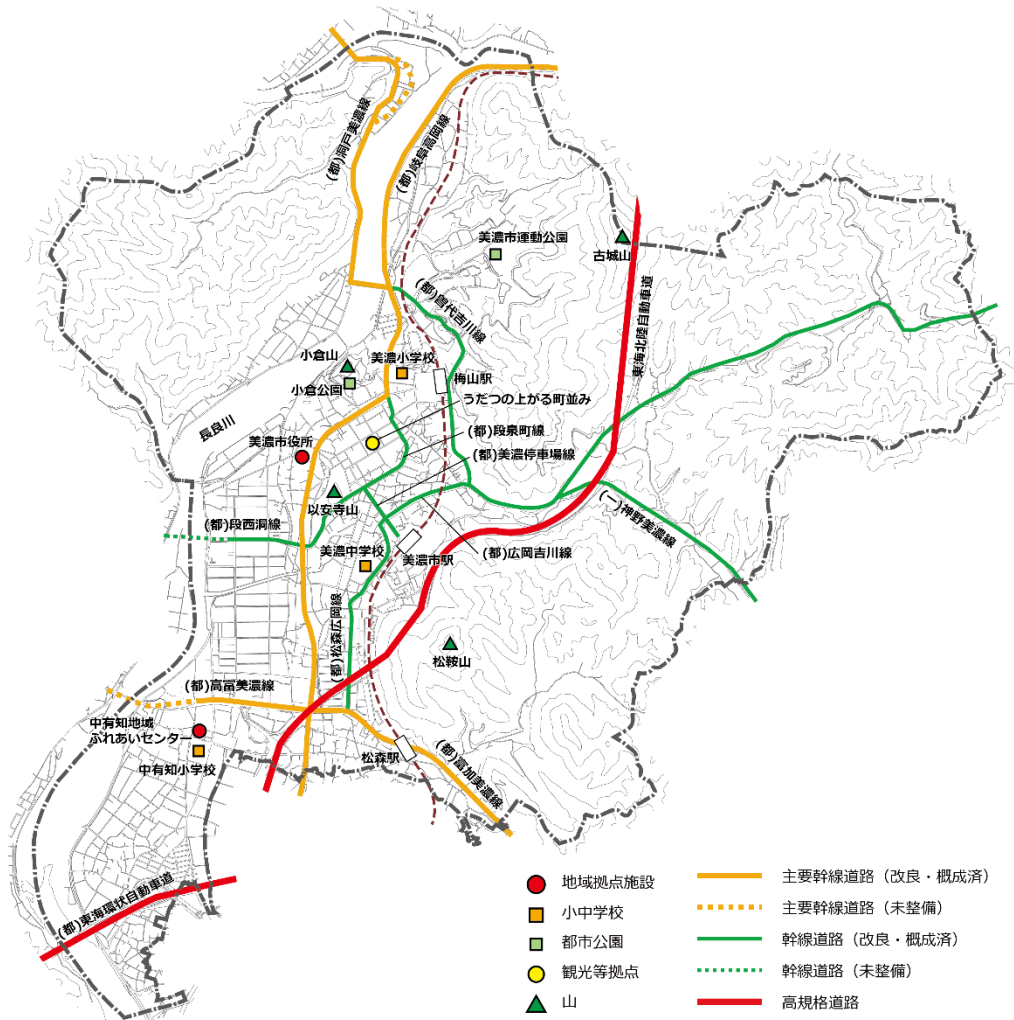 (都)洞戸美濃線
(都)岐阜高岡線
美濃市運動公園
古城山
東海北陸自動車道
(都)曽代吉川線
小倉山
美濃小学校
小倉公園
梅山駅
うだつの上がる町並み
長良川
美濃市役所
(都)段泉町線
(都)美濃停車場線
以安寺山
(都)段西洞線
(一)神野美濃線
(都)広岡吉川線
美濃中学校
美濃市駅
(都)松森広岡線
松鞍山
(都)高冨美濃線
中有知地域
ふれあいセンター
中有知小学校
松森駅
(都)高加美濃線
(都)東海環状自動車道
地域拠点施設
小中学校
都市公園
観光等拠点
山
主要幹線道路（改良・概成済）
主要幹線道路（未整備）
幹線道路（改良・概成済）
幹線道路（未整備）
高規格道路